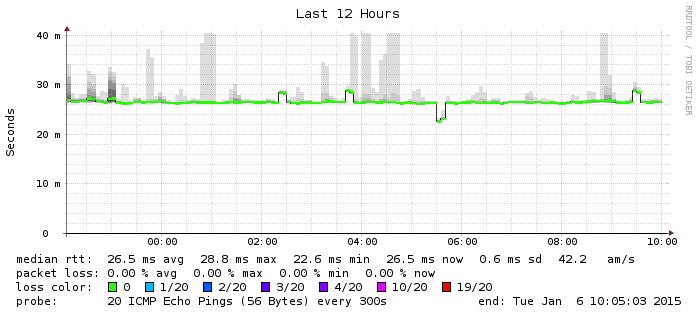 Last 12 Hours
RRDTOOL / TOBI OETIKER
Seconds
40 m
30 m
20 m
10 m
0
00:00 02:00 04:00 06:00 08:00 10:00
median rtt: 26.5 ms avg 28.8 ms max 22.6 ms min 26.5 ms now 0.6 ms sd 42.2 am/s
packet loss: 0.00 % avg 0.00 % max 0.00 % min 0.00 % now
loss color: 0 1/20 2/20 3/20 4/20 10/20 19/20
probe: 20 ICMP Echo Pings (56 Bytes) every 300s end: Tue Jan 6 10:05:03 2015